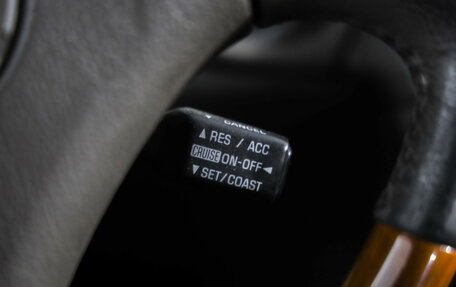 ▼ CANCEL
▲ RES / ACC
CRUISE ON-OFF ◄
▼ SET/COAST